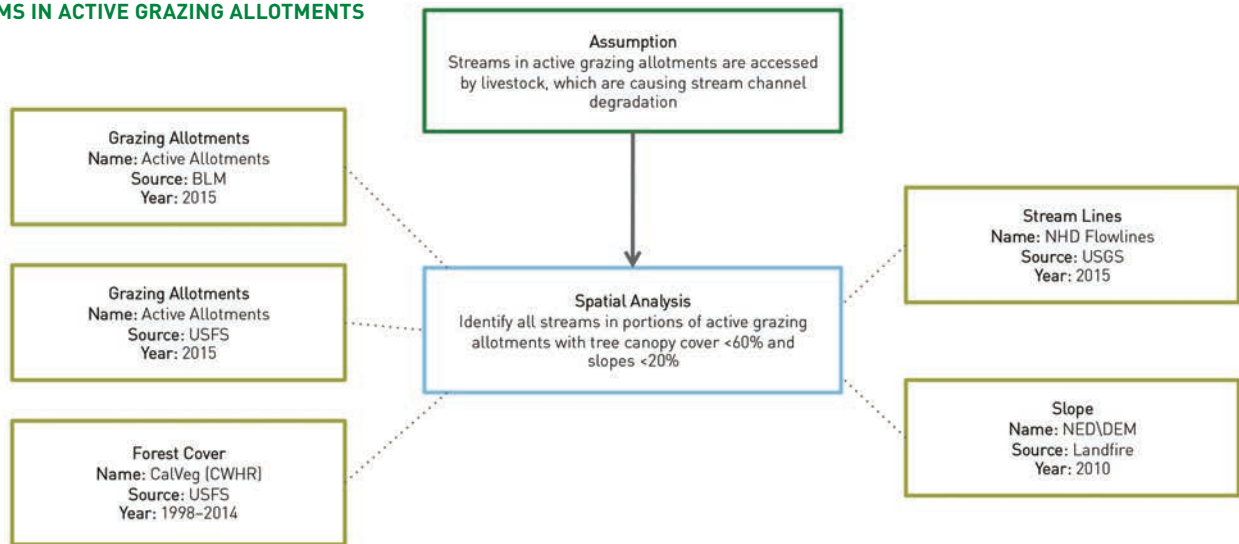 MS IN ACTIVE GRAZING ALLOTMENTS
Assumption
Streams in active grazing allotments are accessed
by livestock, which are causing stream channel
degradation
Grazing Allotments
Name: Active Allotments
Source: BLM
Year: 2015
Grazing Allotments
Name: Active Allotments
Source: USFS
Year: 2015
Forest Cover
Name: CalVeg (CWHR)
Source: USFS
Year: 1998–2014
Spatial Analysis
Identify all streams in portions of active grazing
allotments with tree canopy cover <60% and
slopes <20%
Stream Lines
Name: NHD Flowlines
Source: USGS
Year: 2015
Slope
Name: NED\DEM
Source: Landfire
Year: 2010